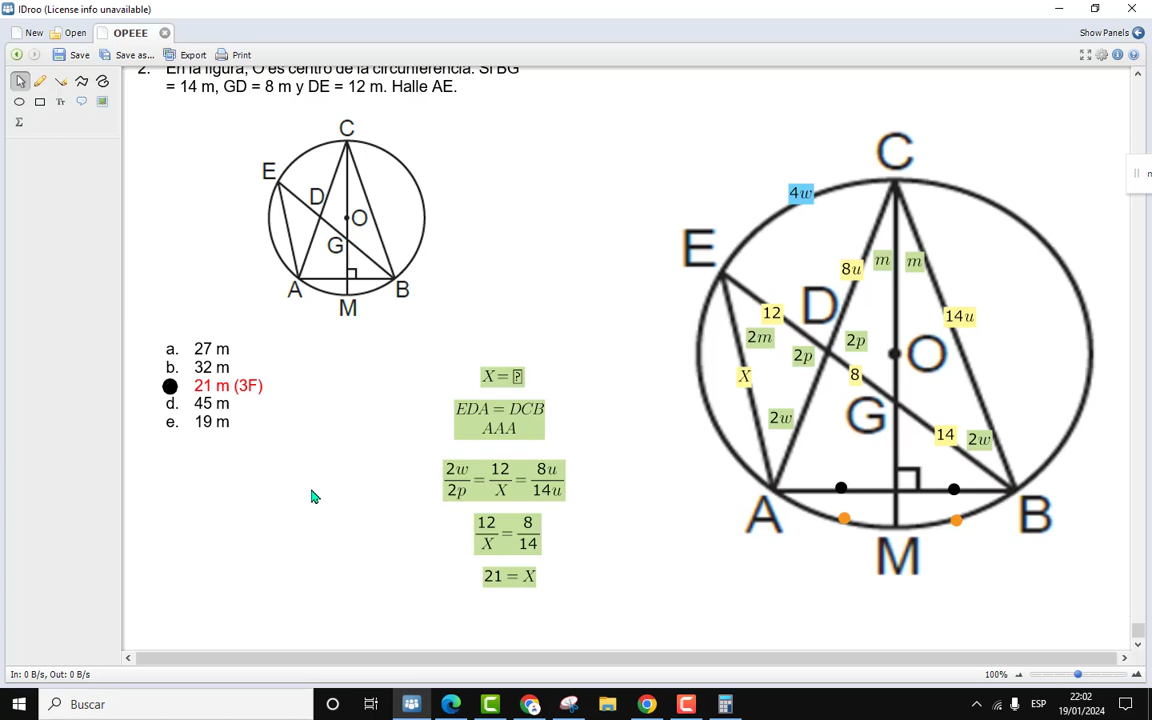 IDroo (License info unavailable)
New Open OPEEE Show Panels
Save Save as... Export Print
2. En la figura, O es centro de la circunferencia. Si BG
= 14 m, GD = 8 m y DE = 12 m. Halle AE.
C
E
D
O
G
A
B
M
a. 27 m
b. 32 m
21 m (3F)
d. 45 m
e. 19 m
X = ?
EDA = DCB
AAA
2w/2p = 12/X = 8u/14u
12/X = 8/14
21 = X
C
4w
E
m m
8u
D
12
14u
2m
2p
2p
O
X
8
G
2w
14
2w
A
B
M
Tr
Σ
In: 0 B/s, Out: 0 B/s
100%
Buscar
ESP
22:02
19/01/2024